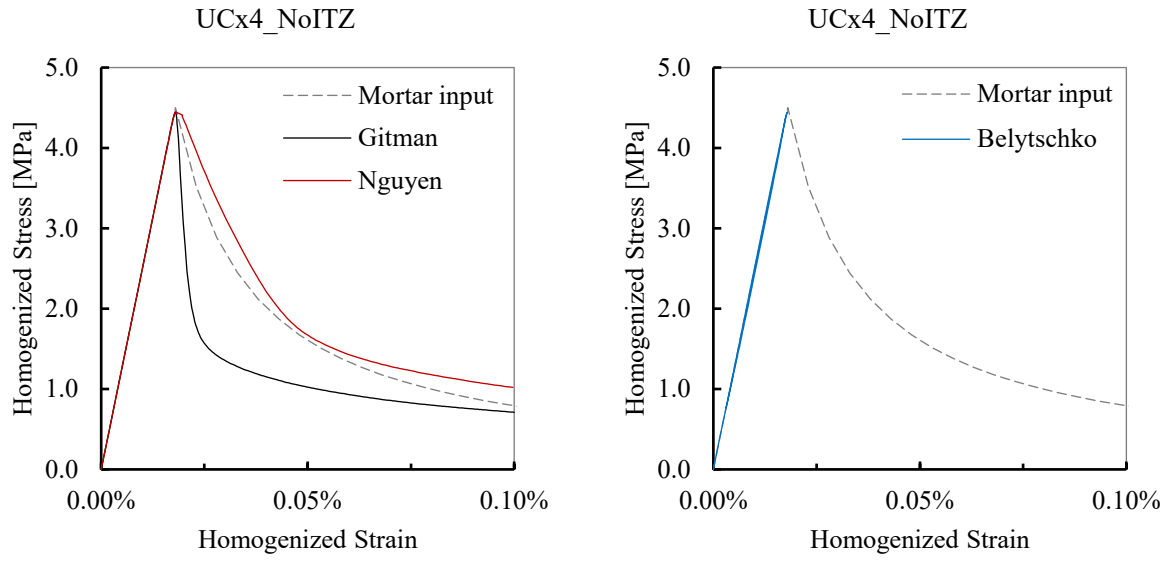 UCx4_NoITZ
5.0
4.0
3.0
2.0
1.0
0.0
Homogenized Stress [MPa]
Mortar input
Gitman
Nguyen
0.00%
0.05%
0.10%
Homogenized Strain
UCx4_NoITZ
5.0
4.0
3.0
2.0
1.0
0.0
Homogenized Stress [MPa]
Mortar input
Belytschko
0.00%
0.05%
0.10%
Homogenized Strain